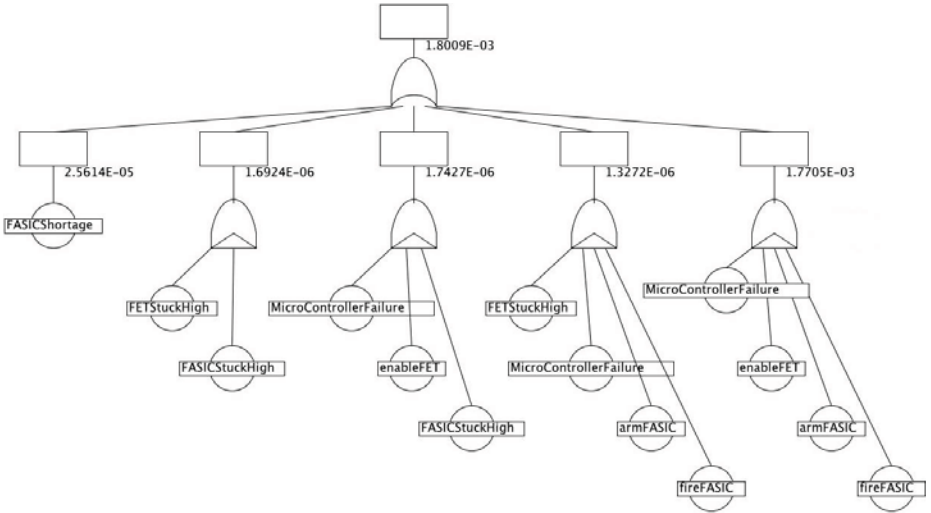 1.8009E-03
2.5614E-05
1.6924E-06
1.7427E-06
1.3272E-06
1.7705E-03
FASICShortage
FETStuckHigh
MicroControllerFailure
FETStuckHigh
MicroControllerFailure
FASICStuckHigh
enableFET
MicroControllerFailure
enableFET
FASICStuckHigh
armFASIC
armFASIC
fireFASIC
fireFASIC